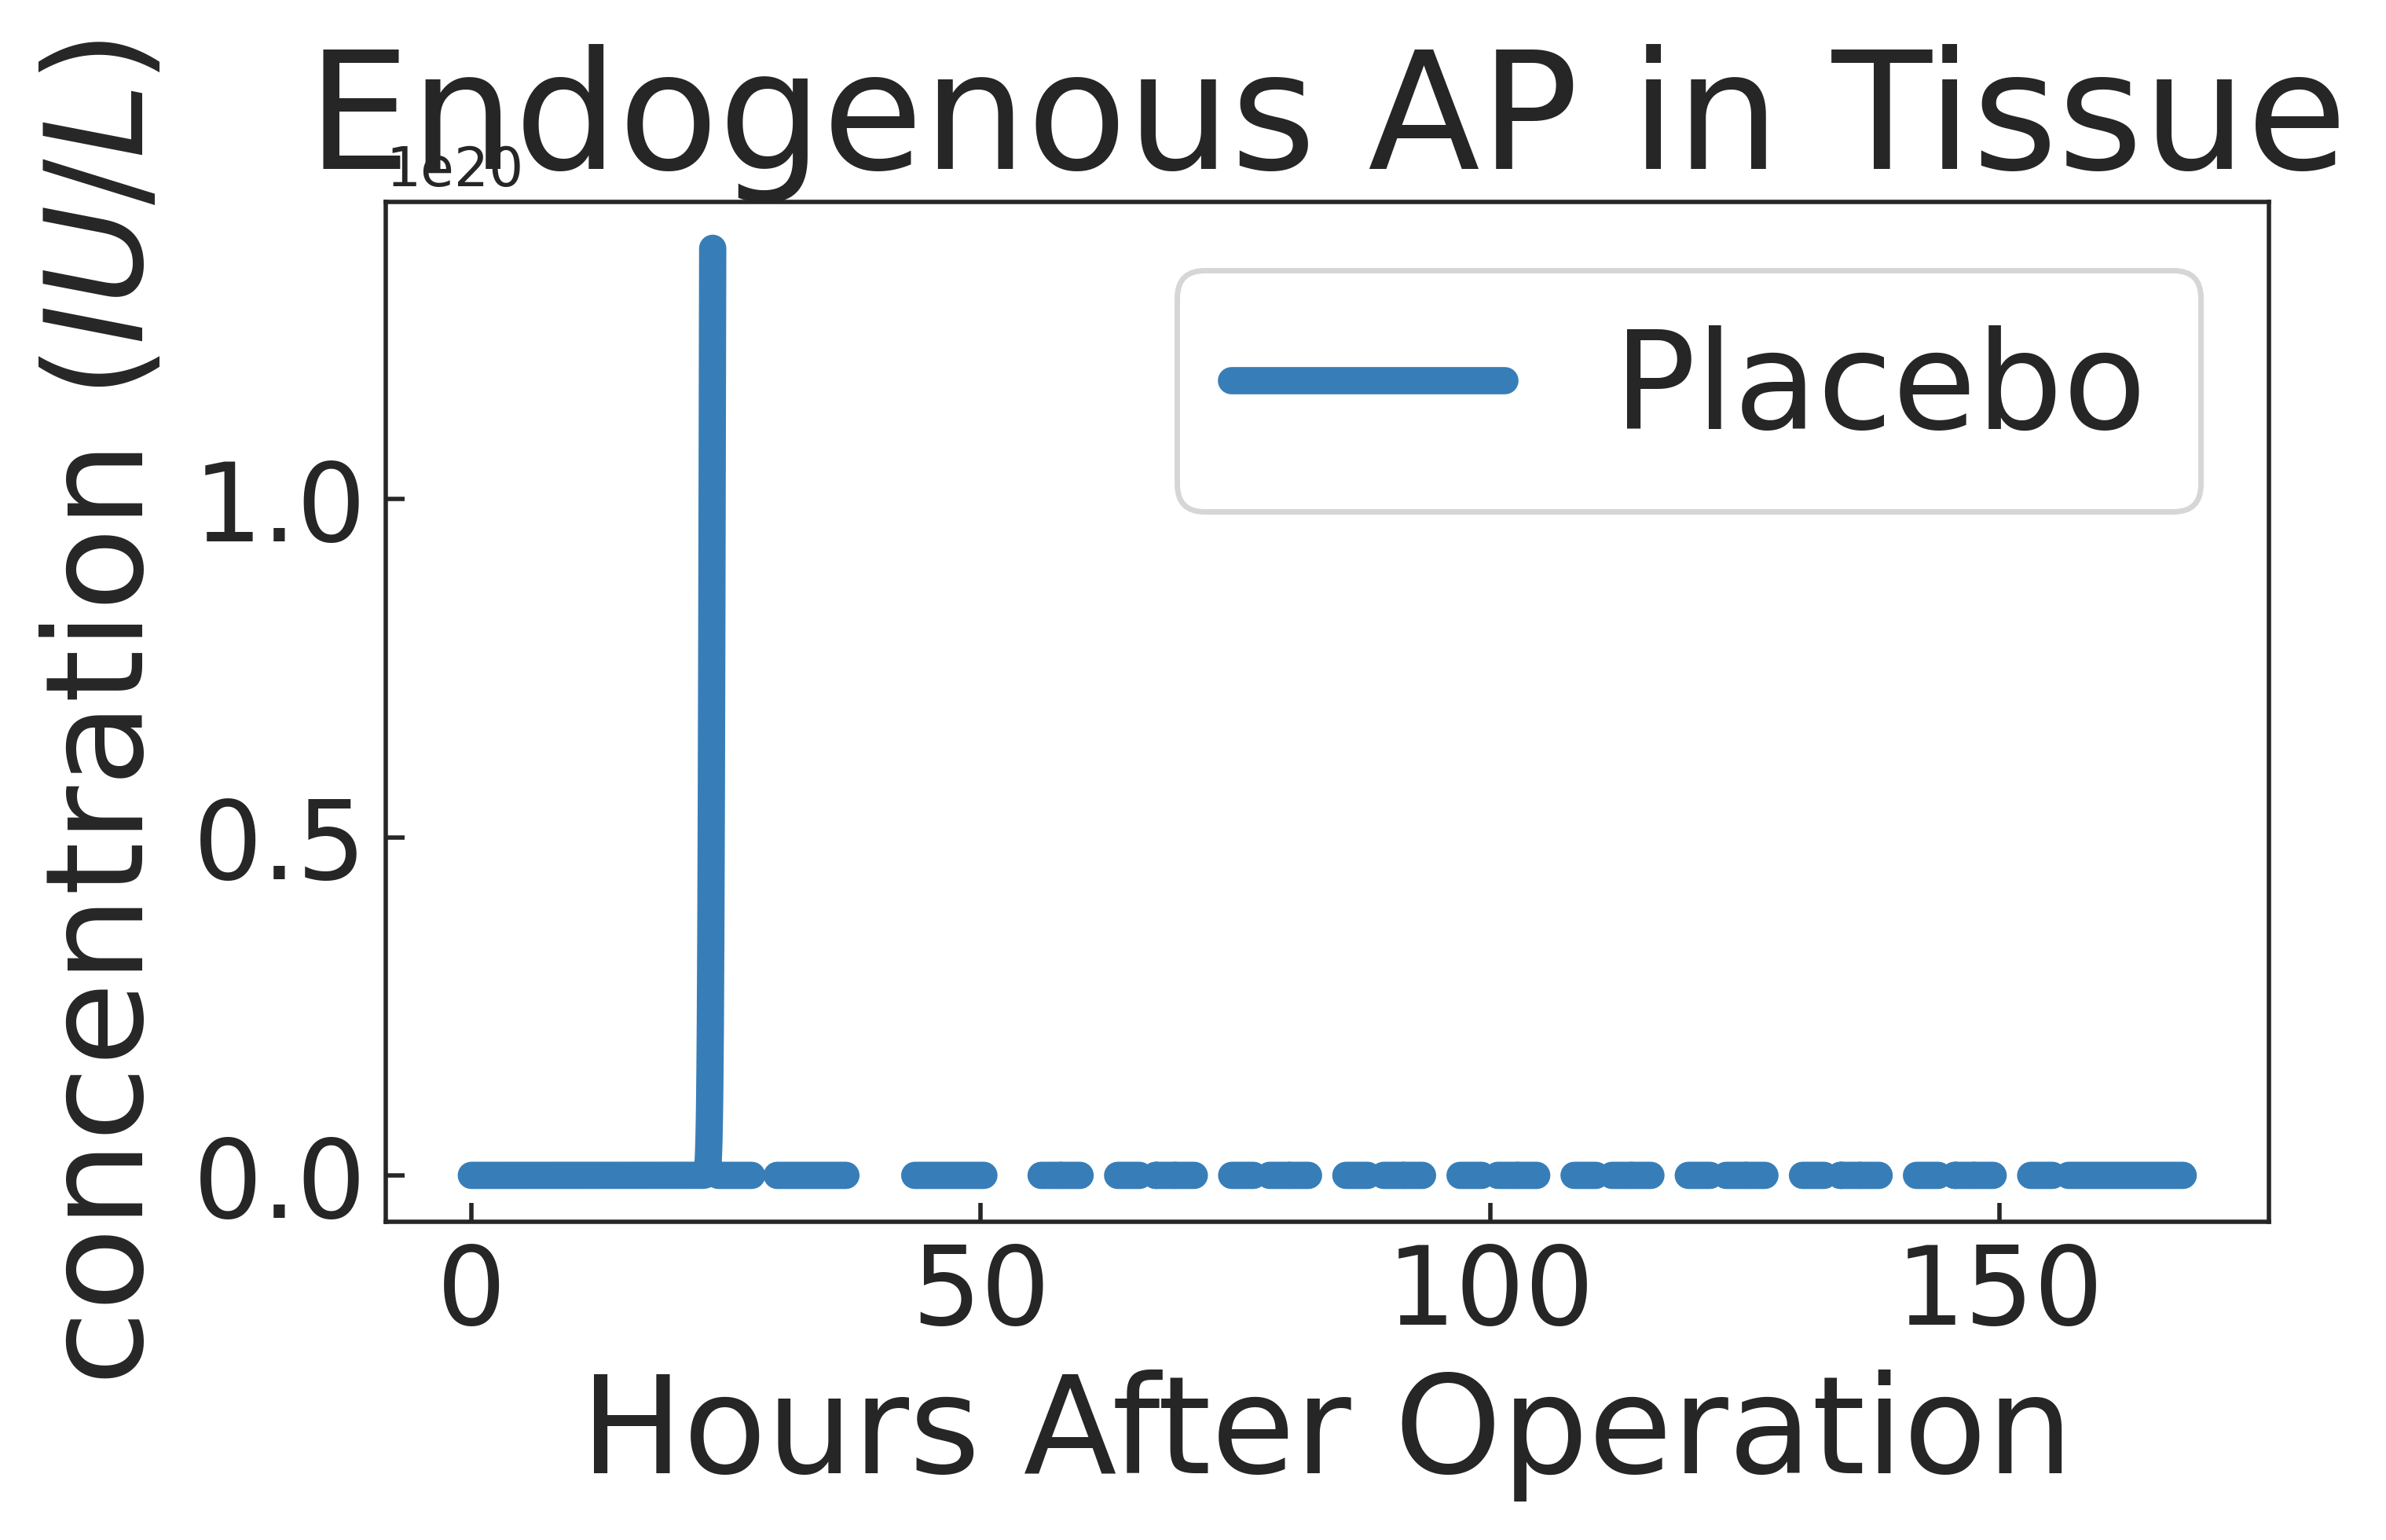 Endogenous AP in Tissue
1e20
concentration (IU/L)
Placebo
1.0
0.5
0.0
0
50
100
150
Hours After Operation